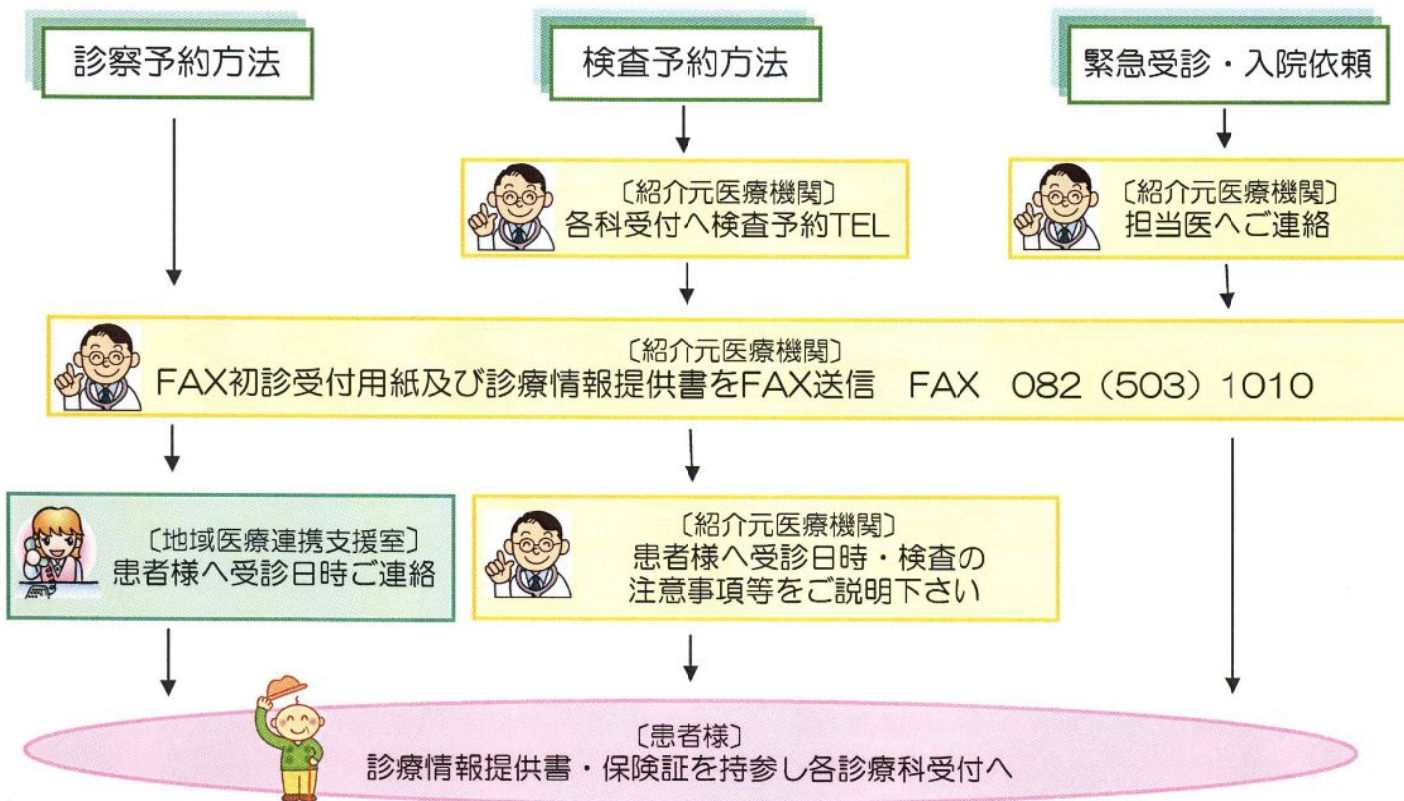 診察予約方法
検査予約方法
緊急受診・入院依頼
〔紹介元医療機関〕
各科受付へ検査予約TEL
〔紹介元医療機関〕
担当医へご連絡
〔紹介元医療機関〕
FAX初診受付用紙及び診療情報提供書をFAX送信　FAX　082（503）1010
〔地域医療連携支援室〕
患者様へ受診日時ご連絡
〔紹介元医療機関〕
患者様へ受診日時・検査の
注意事項等をご説明下さい
〔患者様〕
診療情報提供書・保険証を持参し各診療科受付へ